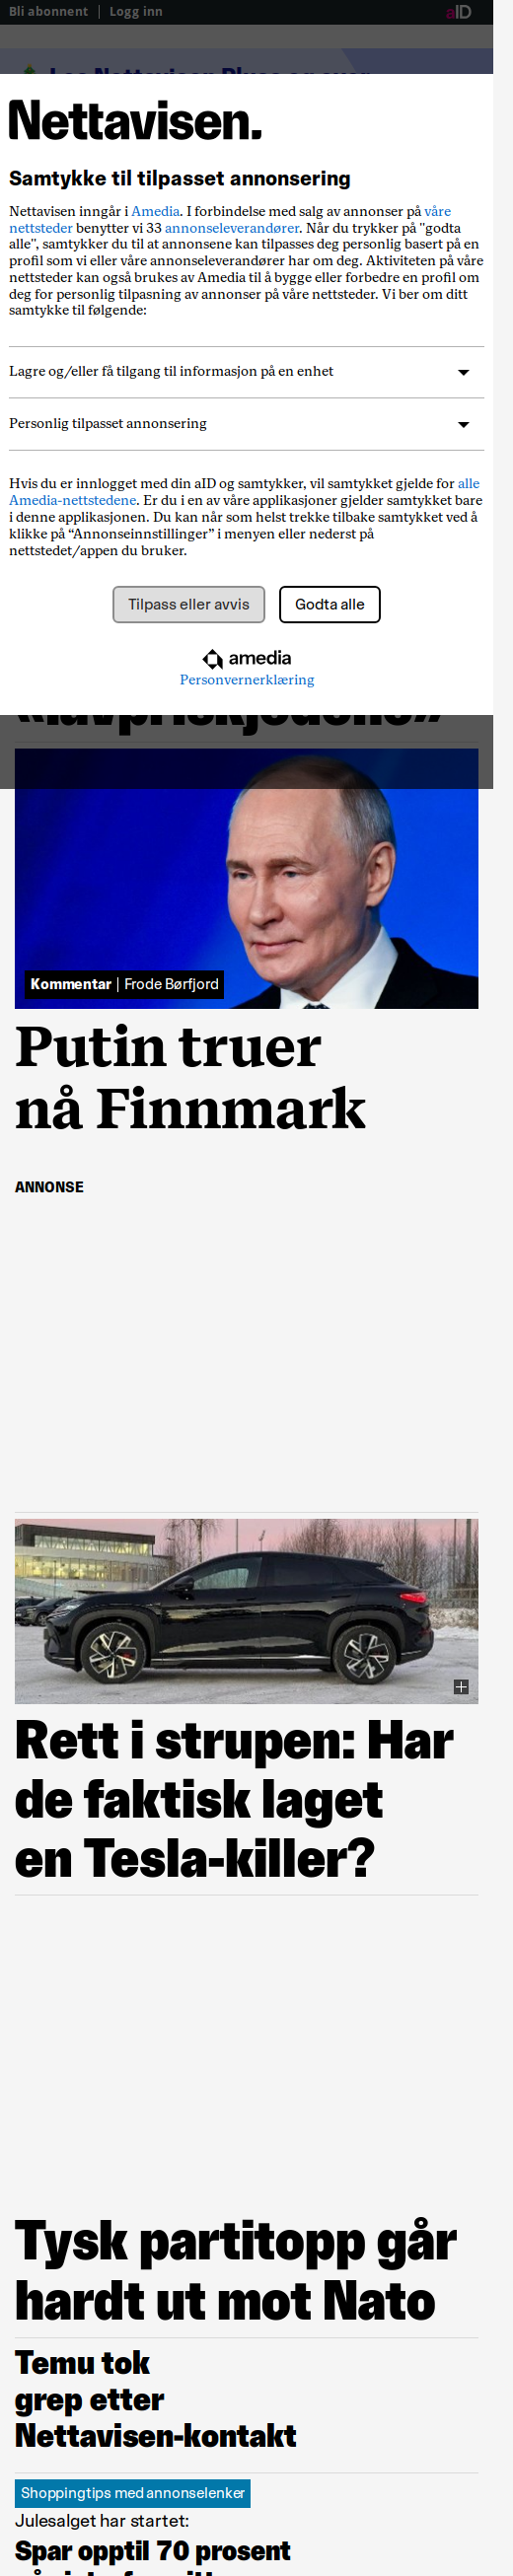 Bli abonnent | Logg inn
aID
Nettavisen.
Samtykke til tilpasset annonsering
Nettavisen inngår i Amedia. I forbindelse med salg av annonser på våre
nettsteder benytter vi 33 annonseleverandører. Når du trykker på "godta
alle", samtykker du til at annonsene kan tilpasses deg personlig basert på en
profil som vi eller våre annonseleverandører har om deg. Aktiviteten på våre
nettsteder kan også brukes av Amedia til å bygge eller forbedre en profil om
deg for personlig tilpasning av annonser på våre nettsteder. Vi ber om ditt
samtykke til følgende:
Lagre og/eller få tilgang til informasjon på en enhet
Personlig tilpasset annonsering
Hvis du er innlogget med din aID og samtykker, vil samtykket gjelde for alle
Amedia-nettstedene. Er du i en av våre applikasjoner gjelder samtykket bare
i denne applikasjonen. Du kan når som helst trekke tilbake samtykket ved å
klikke på “Annonseinnstillinger” i menyen eller nederst på
nettstedet/appen du bruker.
Tilpass eller avvis
Godta alle
amedia
Personvernerklæring
«lavpriskjedene»
Kommentar | Frode Børfjord
Putin truer
nå Finnmark
ANNONSE
Rett i strupen: Har
de faktisk laget
en Tesla-killer?
Tysk partitopp går
hardt ut mot Nato
Temu tok
grep etter
Nettavisen-kontakt
Shoppingtips med annonselenker
Julesalget har startet:
Spar opptil 70 prosent